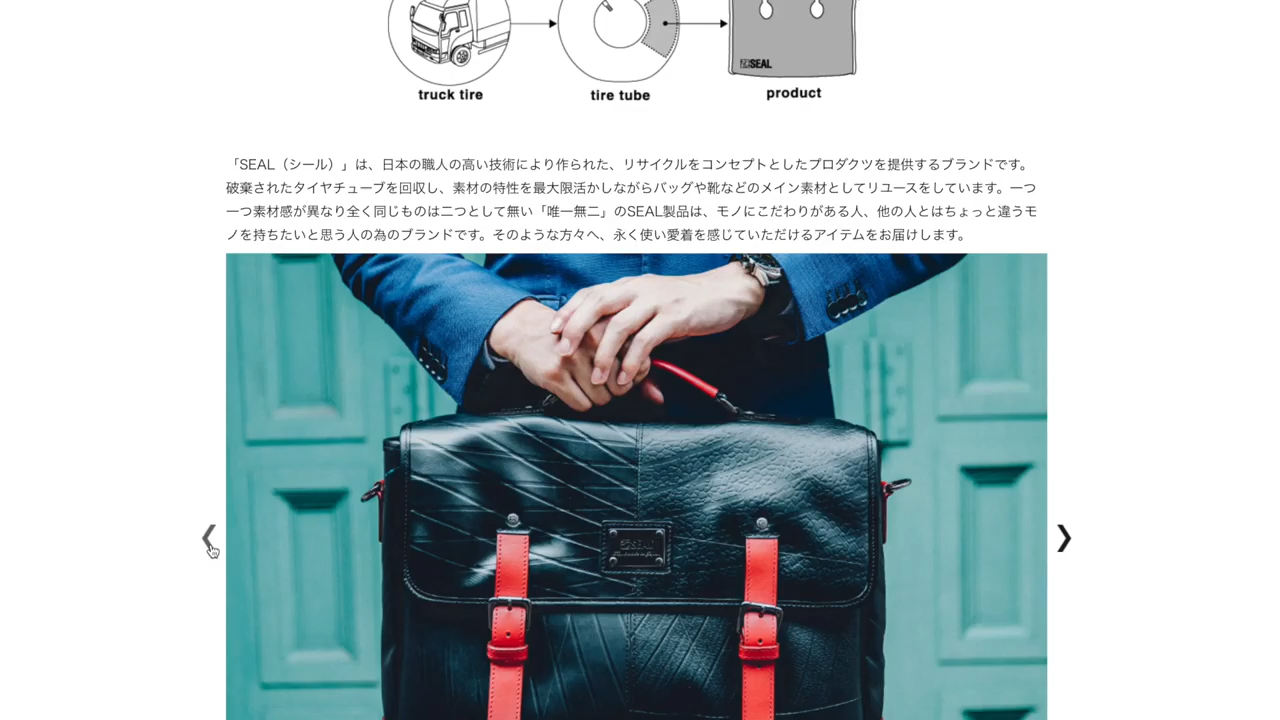 SEAL
truck tire
tire tube
product
「SEAL（シール）」は、日本の職人の高い技術により作られた、リサイクルをコンセプトとしたプロダクツを提供するブランドです。
破棄されたタイヤチューブを回収し、素材の特性を最大限活かしながらバッグや靴などのメイン素材としてリユースをしています。一つ
一つ素材感が異なり全く同じものは二つとして無い「唯一無二」のSEAL製品は、モノにこだわりがある人、他の人とはちょっと違うモ
ノを持ちたいと思う人の為のブランドです。そのような方々へ、永く使い愛着を感じていただけるアイテムをお届けします。
SEAL